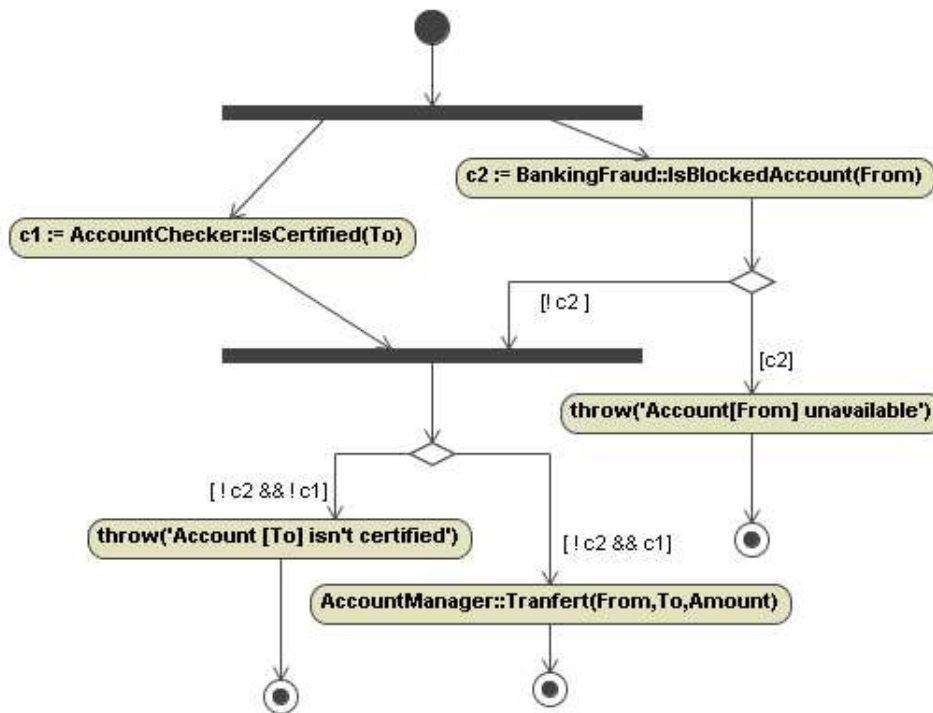 c2 := BankingFraud::IsBlockedAccount(From)
c1 := AccountChecker::IsCertified(To)
[! c2 ]
[c2]
throw('Account[From] unavailable')
[ ! c2 && ! c1]
throw('Account [To] isn't certified')
[ ! c2 && c1]
AccountManager::Tranfert(From,To,Amount)